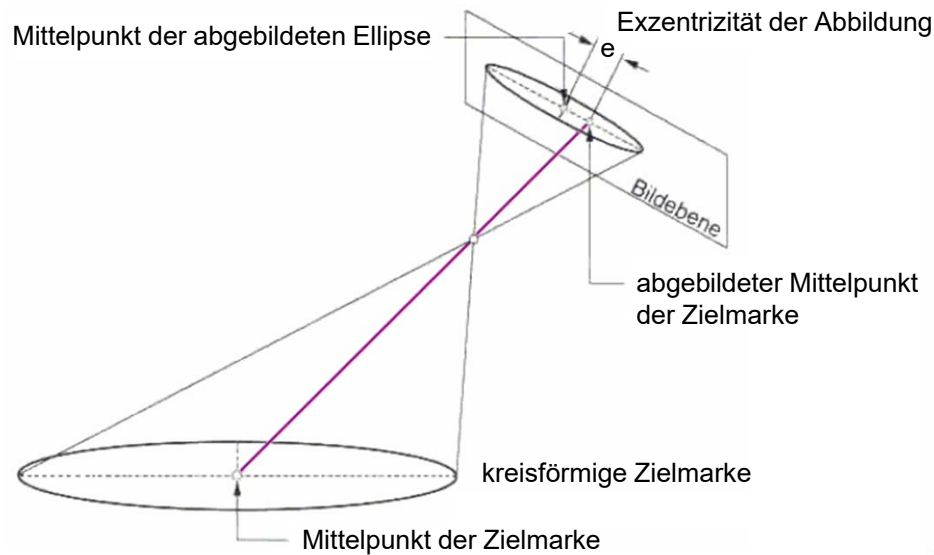 Exzentrizität der Abbildung
Mittelpunkt der abgebildeten Ellipse
e
Bildebene
abgebildeter Mittelpunkt
der Zielmarke
kreisförmige Zielmarke
Mittelpunkt der Zielmarke